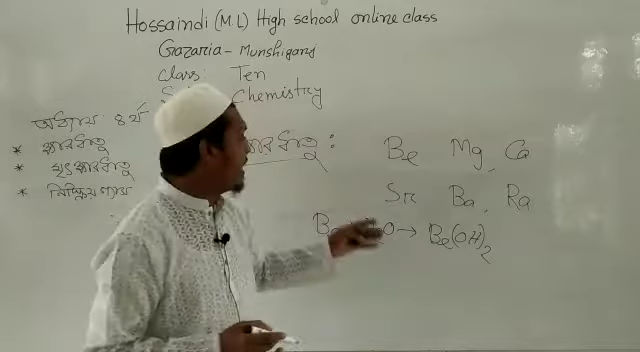 Hossaindi (M.L) High school online class
Gazaria - Munshiganj
Class: Ten
Chemistry
অধ্যায় ৪র্থ
* ক্ষারধাতু
* মৃৎক্ষারধাতু
* নিষ্ক্রিয় গ্যাস
ক্ষারধাতু :
Be Mg, Ca
Sr Ba, Ra
O → Be(OH)2